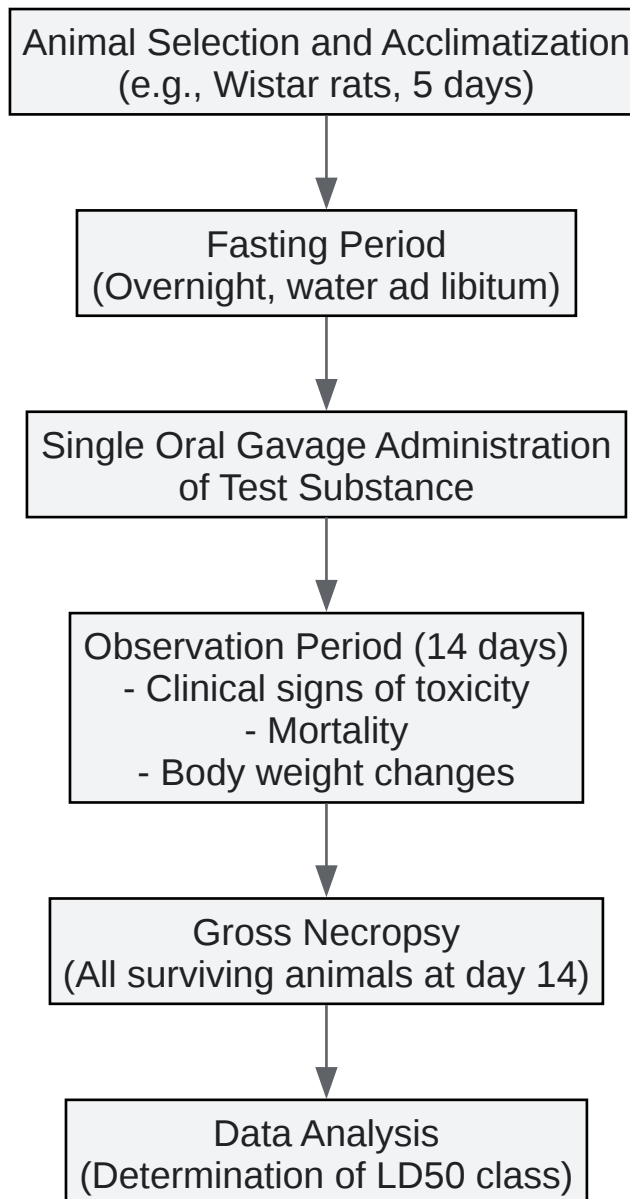 Animal Selection and Acclimatization
(e.g., Wistar rats, 5 days)
Fasting Period
(Overnight, water ad libitum)
Single Oral Gavage Administration
of Test Substance
Observation Period (14 days)
- Clinical signs of toxicity
- Mortality
- Body weight changes
Gross Necropsy
(All surviving animals at day 14)
Data Analysis
(Determination of LD50 class)